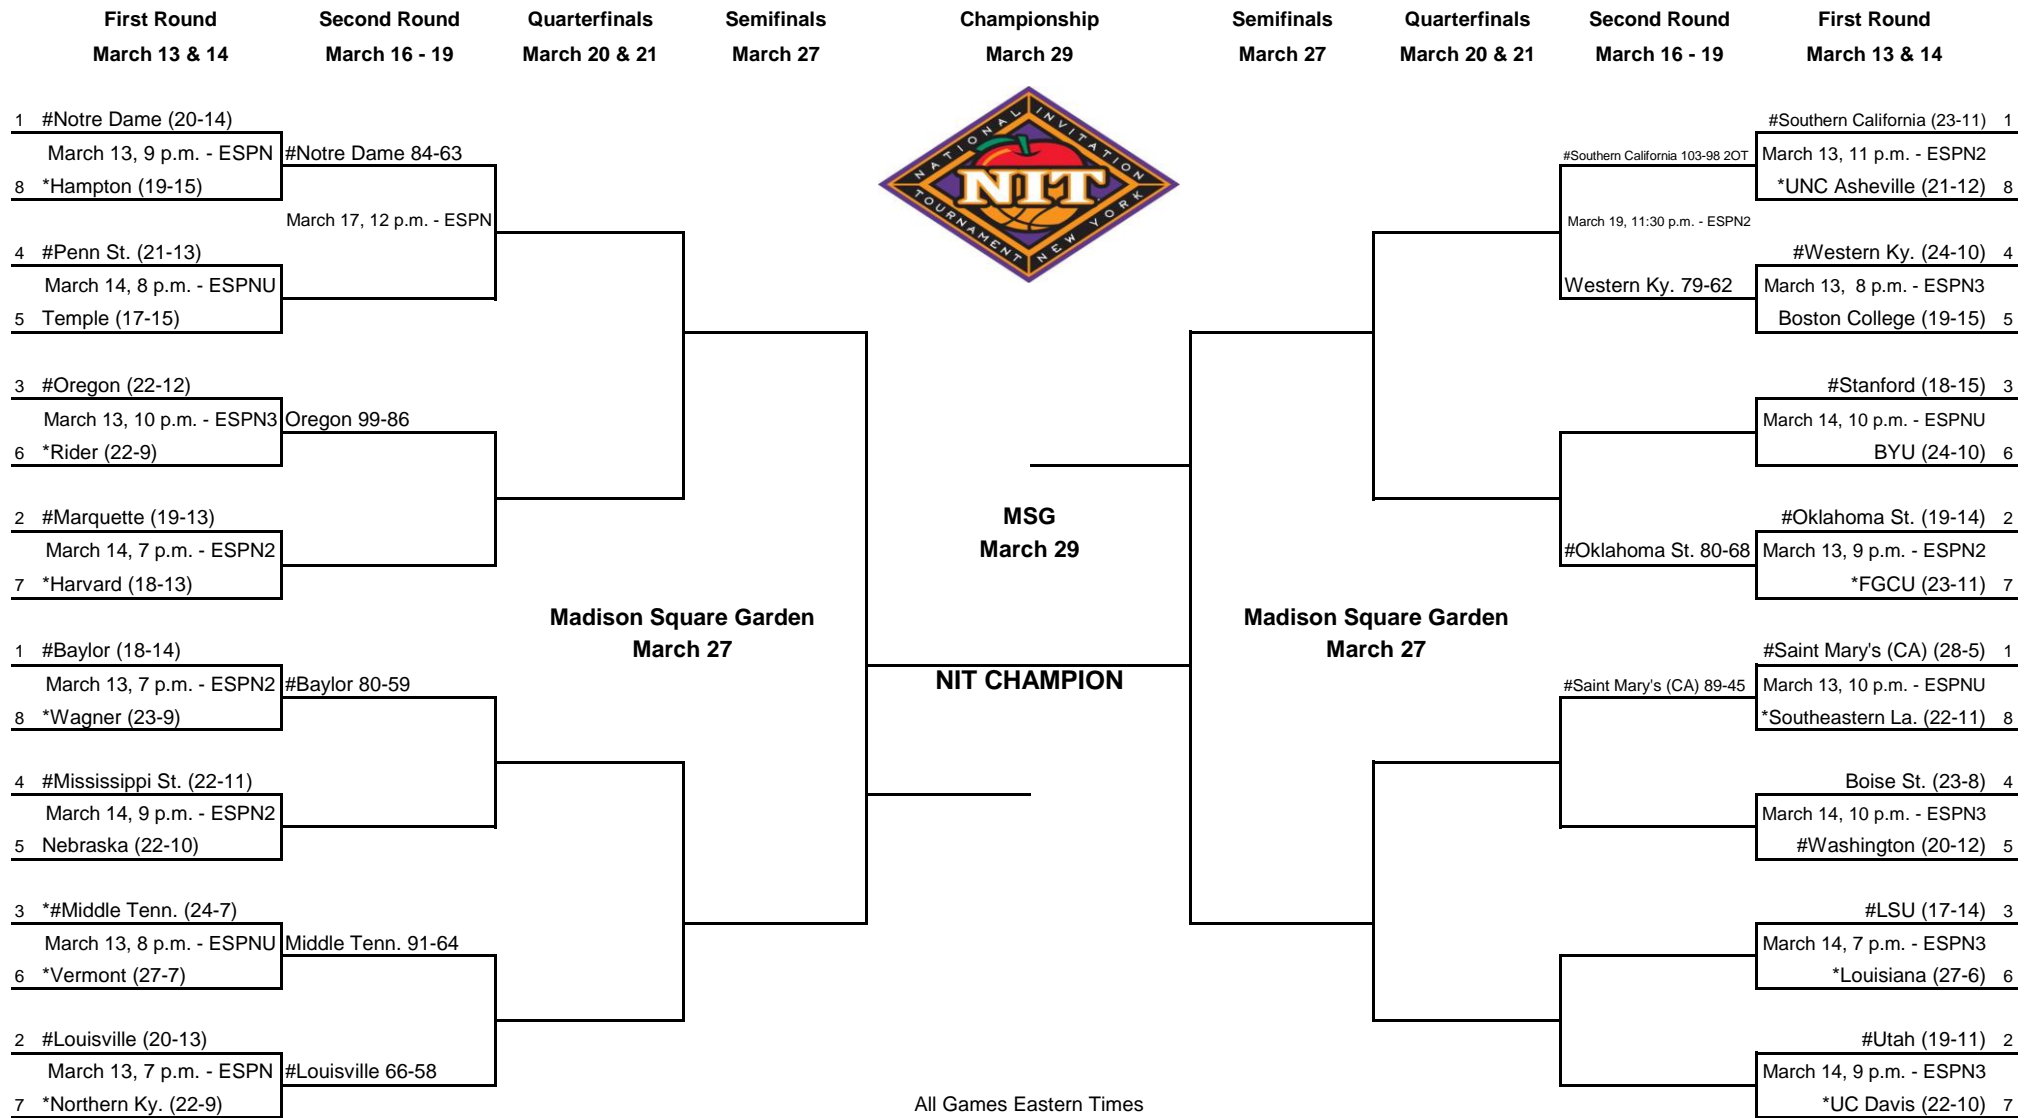 First Round
Second Round
Quarterfinals
Semifinals
Championship
Semifinals
Quarterfinals
Second Round
First Round
March 13 & 14
March 16 - 19
March 20 & 21
March 27
March 29
March 27
March 20 & 21
March 16 - 19
March 13 & 14
1 #Notre Dame (20-14)
March 13, 9 p.m. - ESPN
8 *Hampton (19-15)
#Notre Dame 84-63
March 17, 12 p.m. - ESPN
4 #Penn St. (21-13)
March 14, 8 p.m. - ESPNU
5 Temple (17-15)
3 #Oregon (22-12)
March 13, 10 p.m. - ESPN3
6 *Rider (22-9)
Oregon 99-86
2 #Marquette (19-13)
March 14, 7 p.m. - ESPN2
7 *Harvard (18-13)
1 #Baylor (18-14)
March 13, 7 p.m. - ESPN2
8 *Wagner (23-9)
#Baylor 80-59
4 #Mississippi St. (22-11)
March 14, 9 p.m. - ESPN2
5 Nebraska (22-10)
3 *#Middle Tenn. (24-7)
March 13, 8 p.m. - ESPNU
6 *Vermont (27-7)
Middle Tenn. 91-64
2 #Louisville (20-13)
March 13, 7 p.m. - ESPN
7 *Northern Ky. (22-9)
#Louisville 66-58
Madison Square Garden
March 27
NATIONAL INVITATION
NIT
TOURNAMENT NEW YORK
MSG
March 29
NIT CHAMPION
All Games Eastern Times
Madison Square Garden
March 27
#Southern California 103-98 2OT
March 19, 11:30 p.m. - ESPN2
Western Ky. 79-62
#Oklahoma St. 80-68
#Saint Mary's (CA) 89-45
#Southern California (23-11) 1
March 13, 11 p.m. - ESPN2
*UNC Asheville (21-12) 8
#Western Ky. (24-10) 4
March 13, 8 p.m. - ESPN3
Boston College (19-15) 5
#Stanford (18-15) 3
March 14, 10 p.m. - ESPNU
BYU (24-10) 6
#Oklahoma St. (19-14) 2
March 13, 9 p.m. - ESPN2
*FGCU (23-11) 7
#Saint Mary's (CA) (28-5) 1
March 13, 10 p.m. - ESPNU
*Southeastern La. (22-11) 8
Boise St. (23-8) 4
March 14, 10 p.m. - ESPN3
#Washington (20-12) 5
#LSU (17-14) 3
March 14, 7 p.m. - ESPN3
*Louisiana (27-6) 6
#Utah (19-11) 2
March 14, 9 p.m. - ESPN3
*UC Davis (22-10) 7